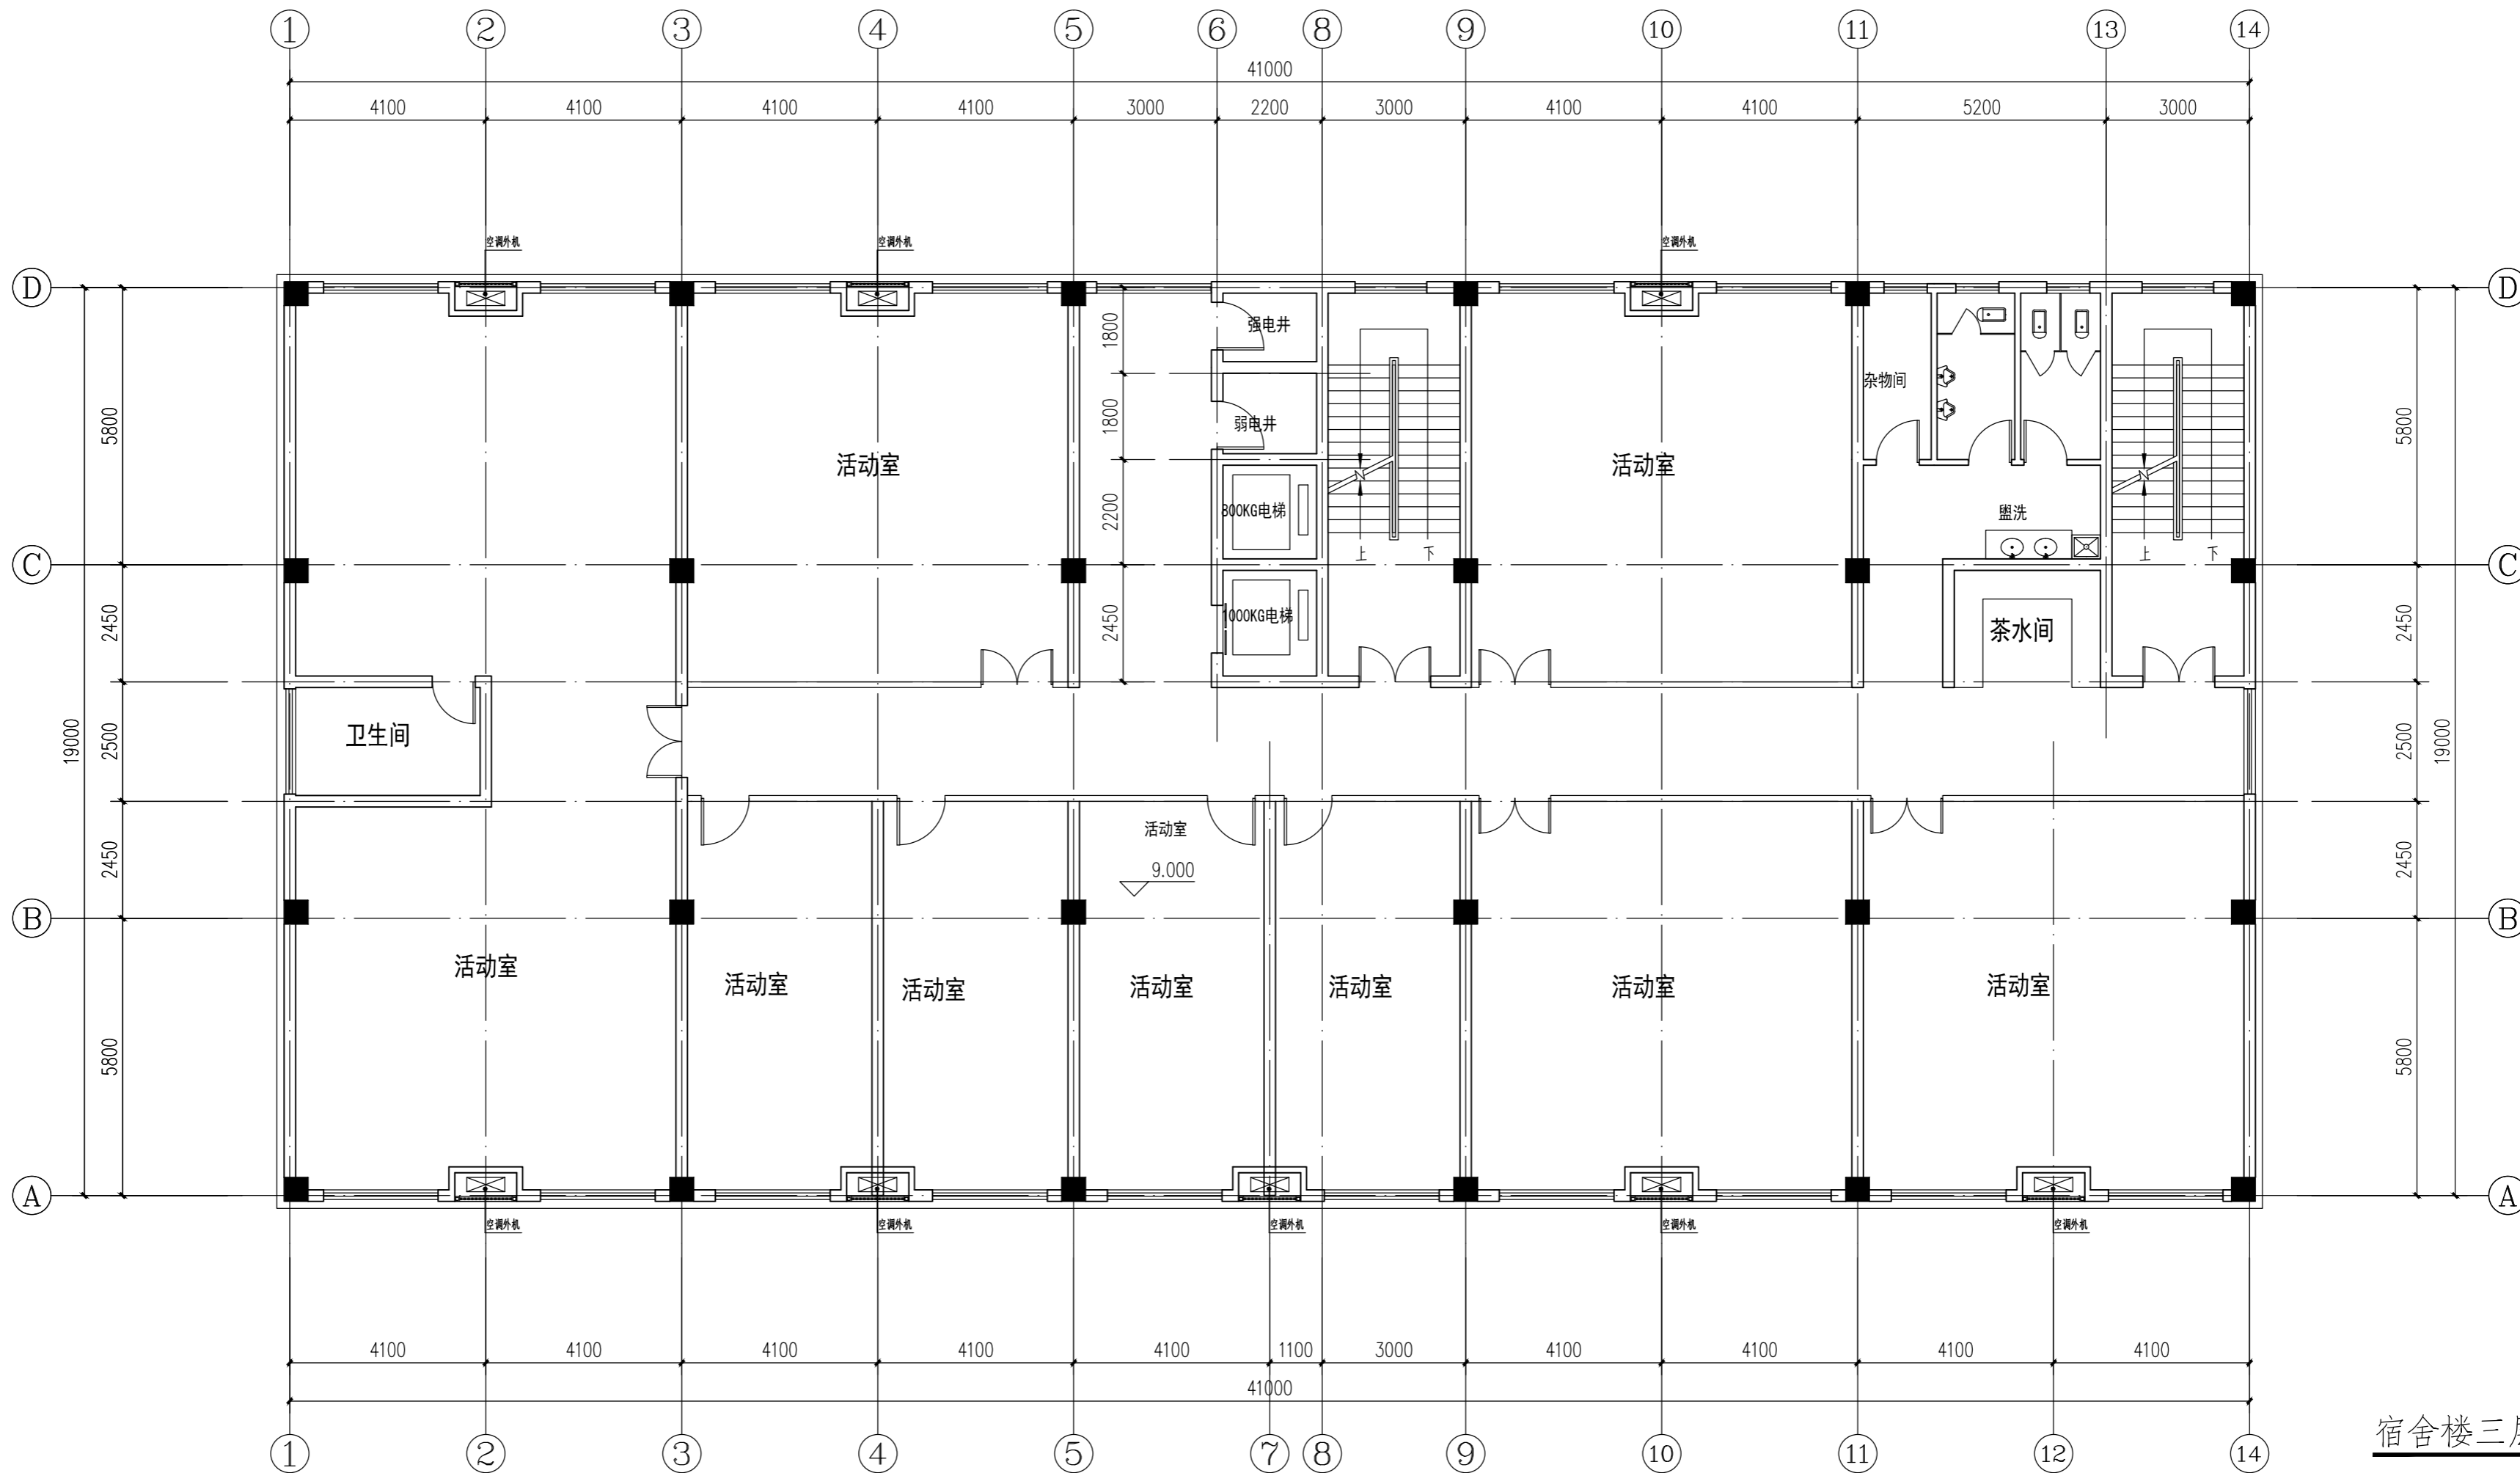 1 2 3 4 5 6 8 9 10 11 13 14
41000
4100 4100 4100 4100 3000 2200 3000 4100 4100 5200 3000
空调外机 空调外机 空调外机
D D
强电井
1800
杂物间
5800 1800 弱电井 5800
活动室 活动室
2200 800KG电梯 盥洗
上 下 上 下
C C
2450 2450 1000KG电梯 茶水间 2450
19000 2500 卫生间 2500 19000
活动室
2450 9.000 2450
B B
活动室 活动室 活动室 活动室 活动室 活动室 活动室
5800 5800
A A
空调外机 空调外机 空调外机 空调外机 空调外机
4100 4100 4100 4100 4100 1100 3000 4100 4100 4100 4100
41000
宿舍楼三
1 2 3 4 5 7 8 9 10 11 12 14